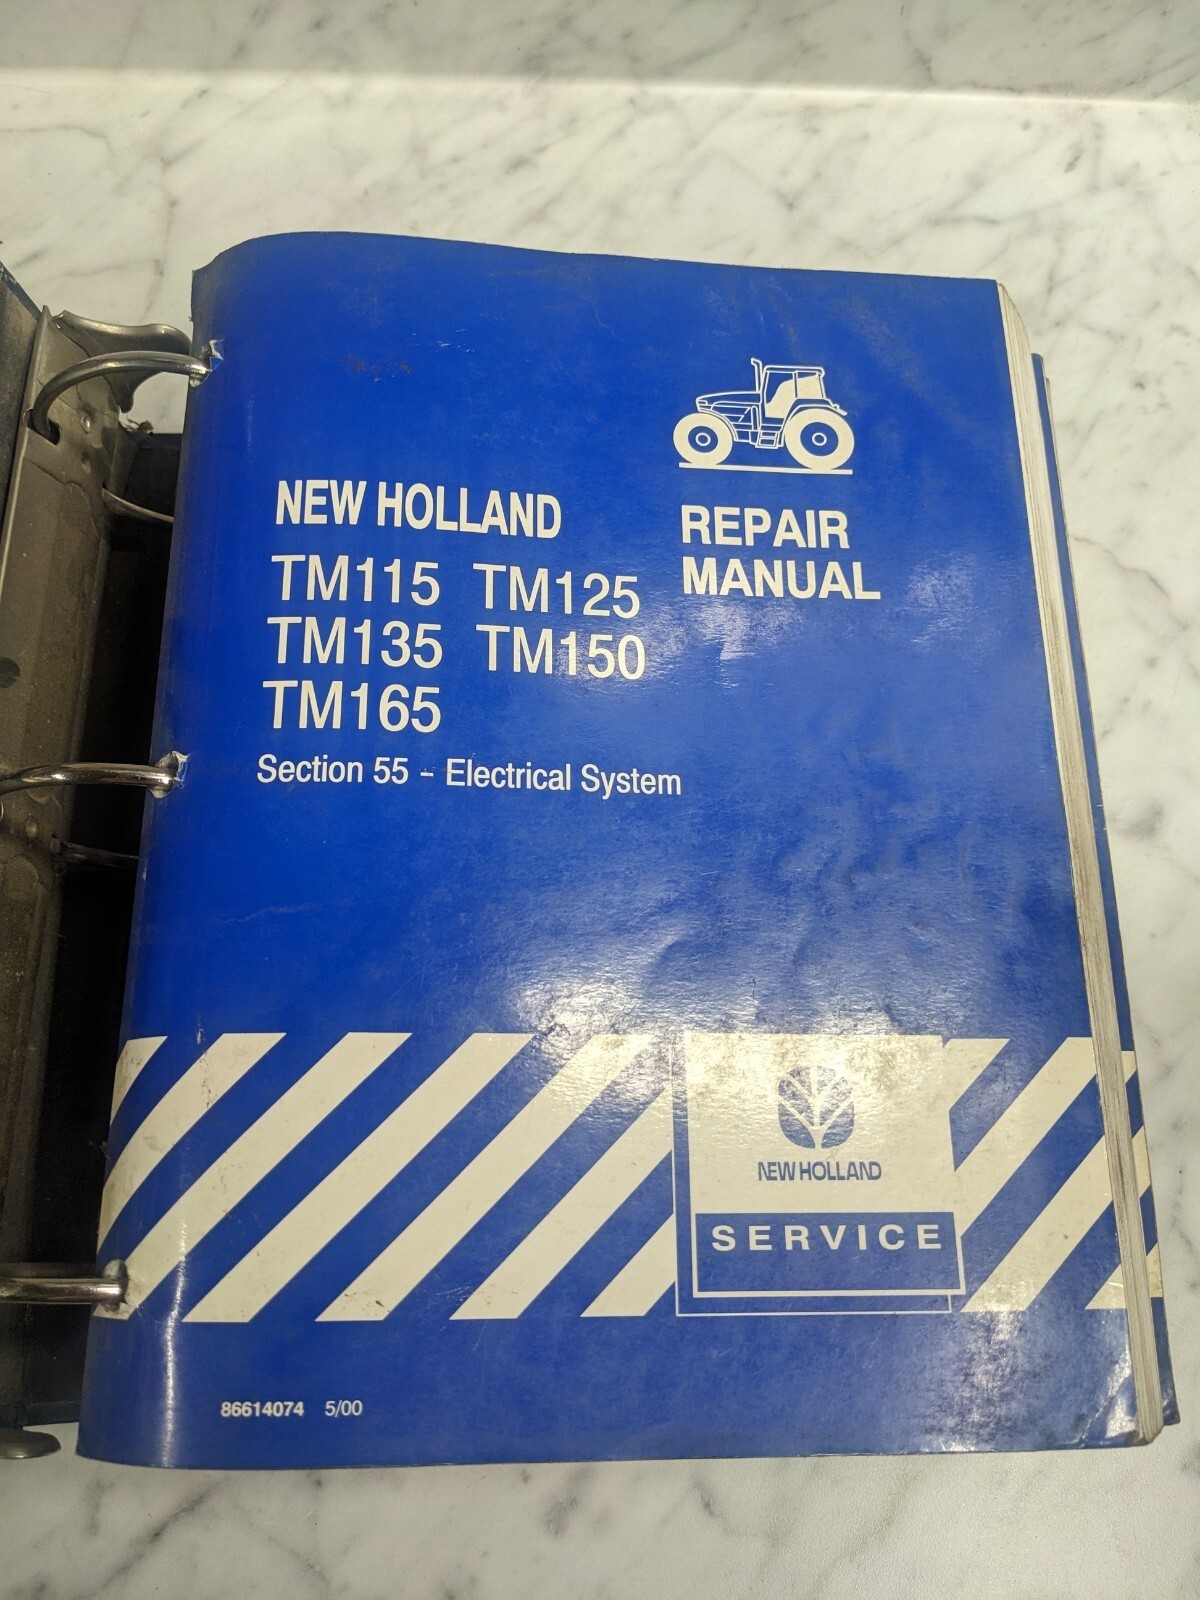 NEW HOLLAND
TM115 TM125
TM135 TM150
TM165
Section 55 - Electrical System
REPAIR
MANUAL
NEW HOLLAND
SERVICE
86614074 5/00